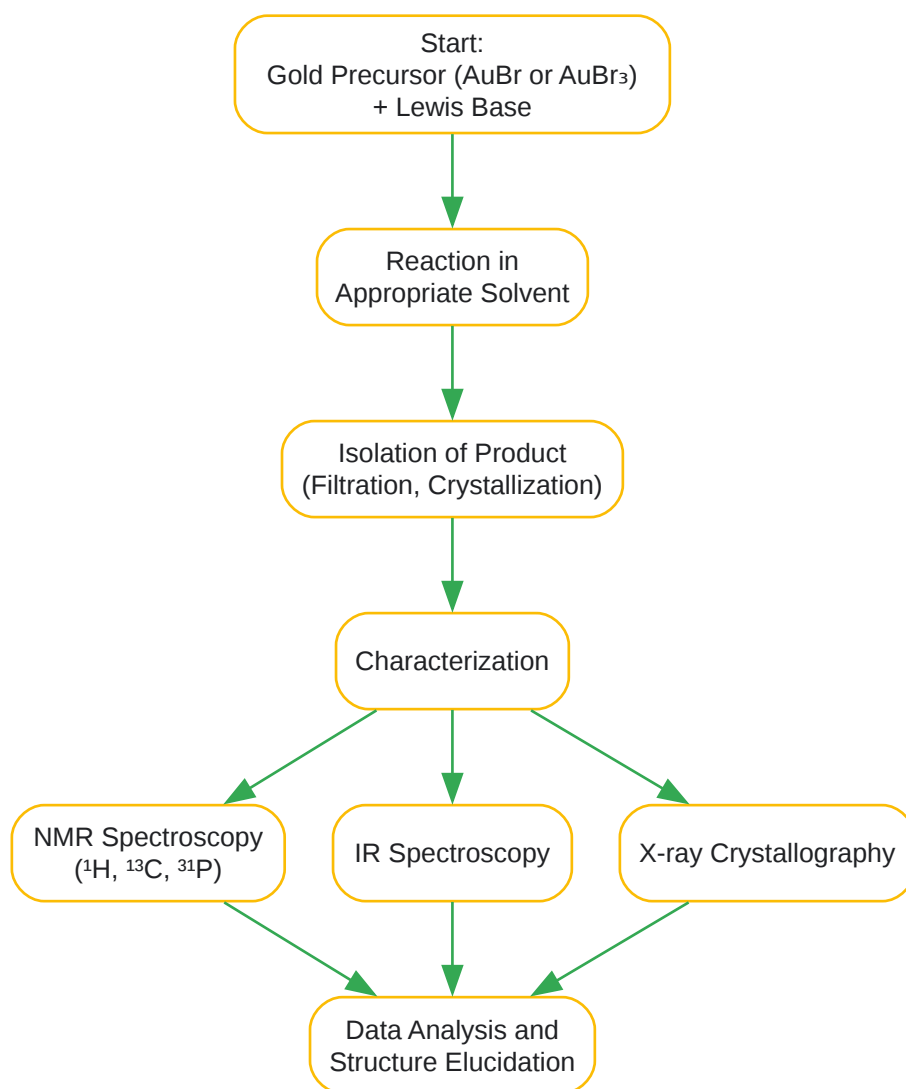 Start:
Gold Precursor (AuBr or AuBr₃)
+ Lewis Base
Reaction in
Appropriate Solvent
Isolation of Product
(Filtration, Crystallization)
Characterization
NMR Spectroscopy
(¹H, ¹³C, ³¹P)
IR Spectroscopy
X-ray Crystallography
Data Analysis and
Structure Elucidation